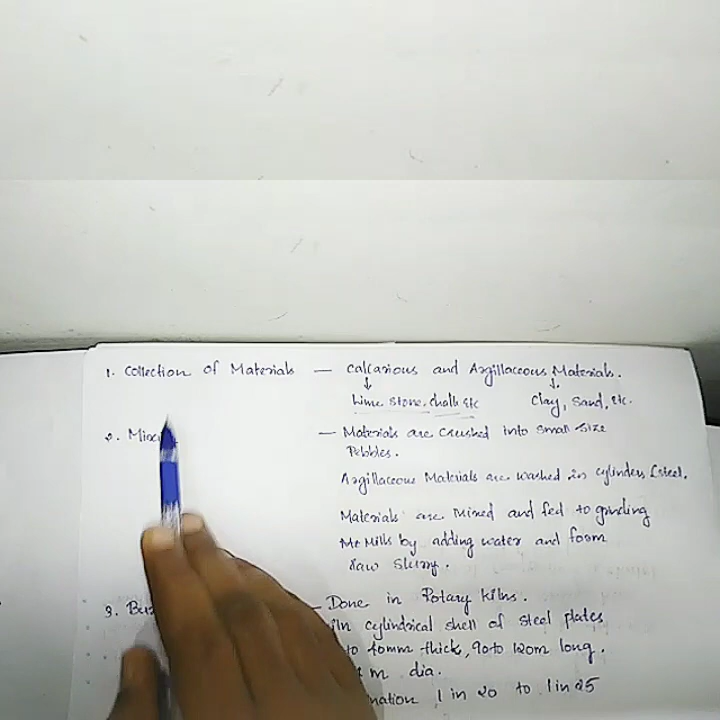 1. Collection of Materials — Calcarious and Argillaceous Materials.
↓ ↓
Lime stone, chalk etc Clay, Sand, etc.
2. — Materials are Crushed into Small Size
Pebbles.
Argillaceous Materials are washed in cylinders (steel.
Materials are Mixed and fed to grinding
Mills by adding water and form
raw slurry.
3. — Done in Rotary kilns.
cylindrical shell of steel plates
40mm thick, 90 to 120m long.
m dia.
1 in 20 to 1 in 25